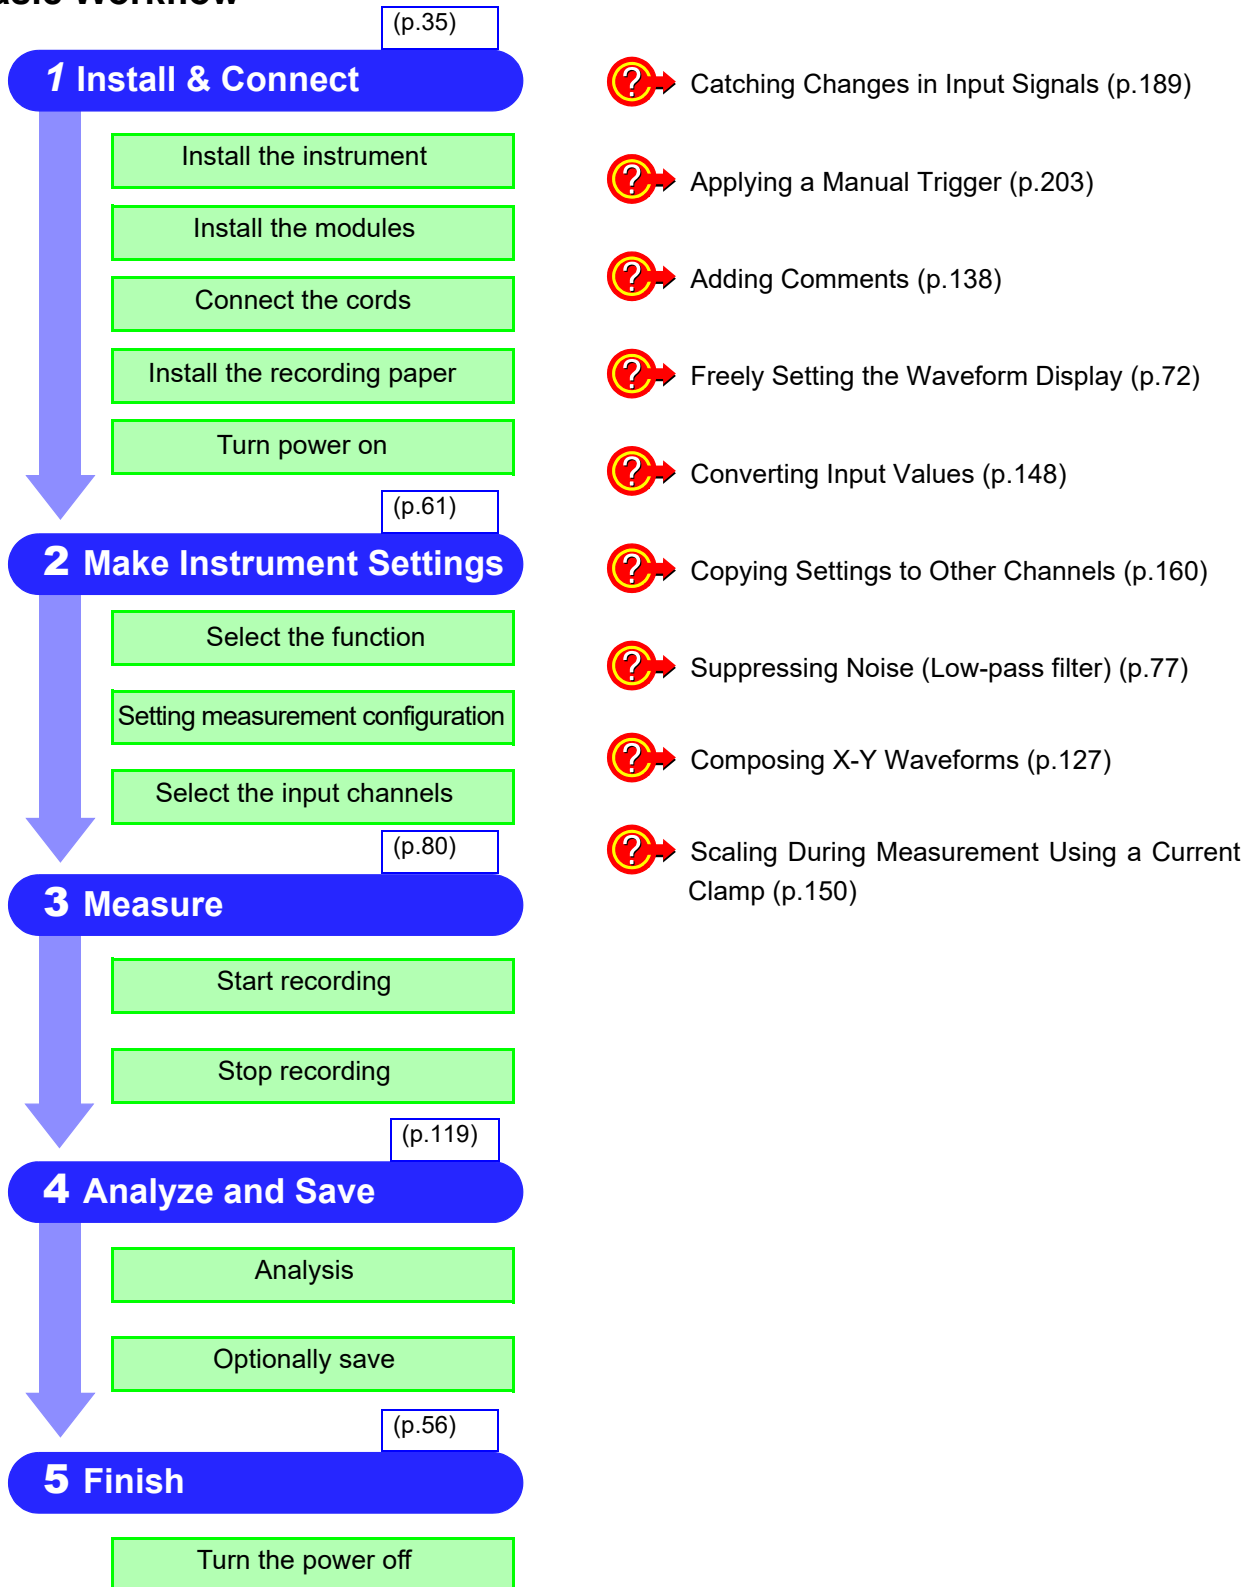 (p.35)
1 Install & Connect
Install the instrument
Install the modules
Connect the cords
Install the recording paper
Turn power on
(p.61)
2 Make Instrument Settings
Select the function
Setting measurement configuration
Select the input channels
(p.80)
3 Measure
Start recording
Stop recording
(p.119)
4 Analyze and Save
Analysis
Optionally save
(p.56)
5 Finish
Turn the power off
? Catching Changes in Input Signals (p.189)
? Applying a Manual Trigger (p.203)
? Adding Comments (p.138)
? Freely Setting the Waveform Display (p.72)
? Converting Input Values (p.148)
? Copying Settings to Other Channels (p.160)
? Suppressing Noise (Low-pass filter) (p.77)
? Composing X-Y Waveforms (p.127)
? Scaling During Measurement Using a Current
Clamp (p.150)